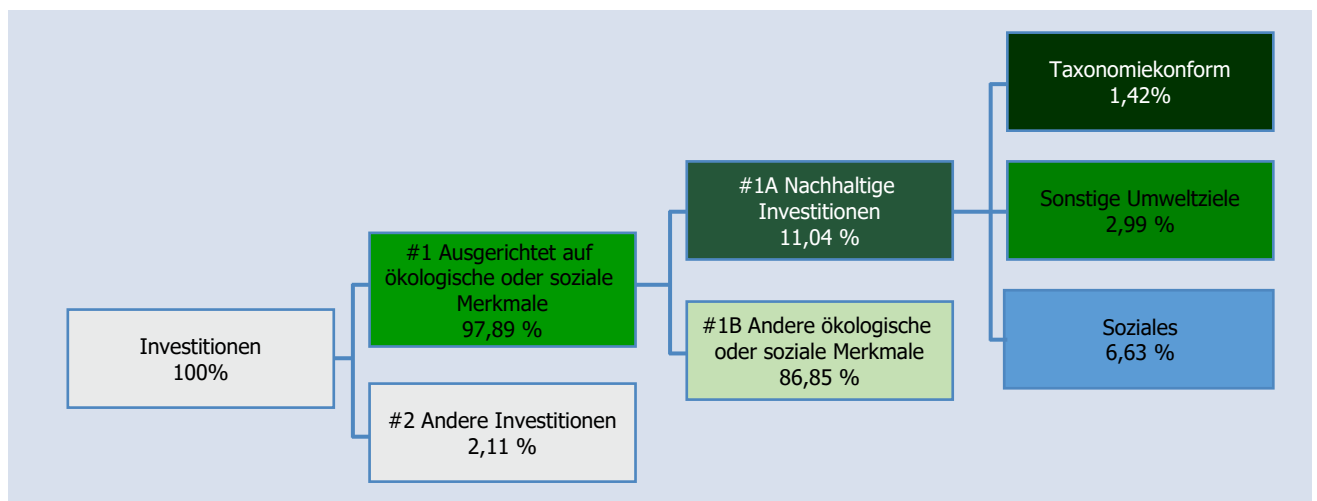 Investitionen
100%
#1 Ausgerichtet auf
ökologische oder soziale
Merkmale
97,89 %
#2 Andere Investitionen
2,11 %
#1A Nachhaltige
Investitionen
11,04 %
#1B Andere ökologische
oder soziale Merkmale
86,85 %
Taxonomiekonform
1,42%
Sonstige Umweltziele
2,99 %
Soziales
6,63 %